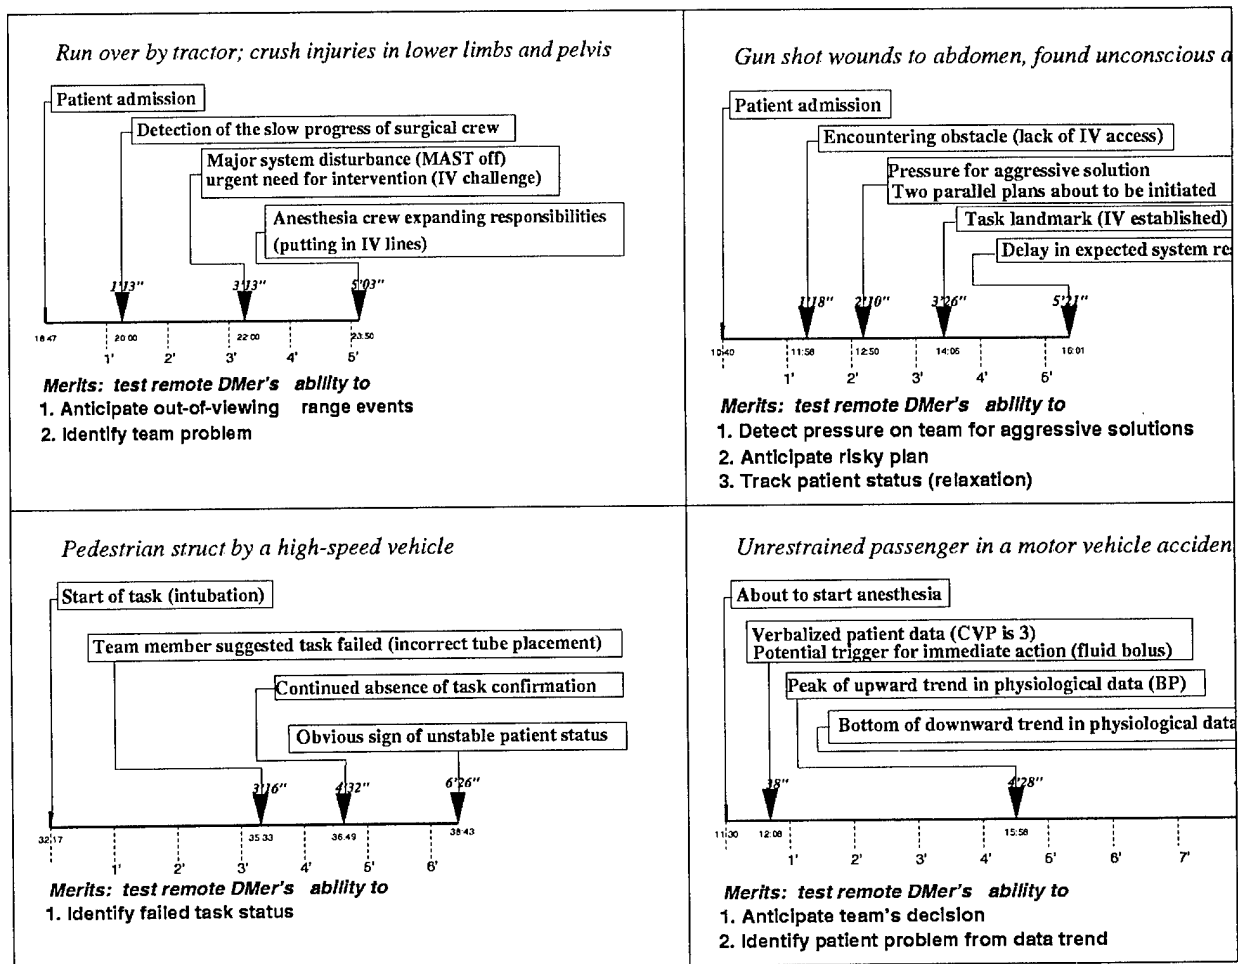 Run over by tractor; crush injuries in lower limbs and pelvis
Patient admission
Detection of the slow progress of surgical crew
Major system disturbance (MAST off)
urgent need for intervention (IV challenge)
Anesthesia crew expanding responsibilities
(putting in IV lines)
1'13" 3'13" 5'03"
18:47 20:00 22:00 23:50
1' 2' 3' 4' 5'
Merits: test remote DMer's ability to
1. Anticipate out-of-viewing range events
2. Identify team problem
Gun shot wounds to abdomen, found unconscious a
Patient admission
Encountering obstacle (lack of IV access)
Pressure for aggressive solution
Two parallel plans about to be initiated
Task landmark (IV established)
Delay in expected system res
1'18" 2'10" 3'26" 5'21"
10:40 11:58 12:50 14:06 16:01
1' 2' 3' 4' 5'
Merits: test remote DMer's ability to
1. Detect pressure on team for aggressive solutions
2. Anticipate risky plan
3. Track patient status (relaxation)
Pedestrian struct by a high-speed vehicle
Start of task (intubation)
Team member suggested task failed (incorrect tube placement)
Continued absence of task confirmation
Obvious sign of unstable patient status
3'16" 4'32" 6'26"
32:17 35:33 36:49 38:43
1' 2' 3' 4' 5' 6'
Merits: test remote DMer's ability to
1. Identify failed task status
Unrestrained passenger in a motor vehicle acciden
About to start anesthesia
Verbalized patient data (CVP is 3)
Potential trigger for immediate action (fluid bolus)
Peak of upward trend in physiological data (BP)
Bottom of downward trend in physiological data
38" 4'28"
11:30 12:08 15:58
1' 2' 3' 4' 5' 6' 7'
Merits: test remote DMer's ability to
1. Anticipate team's decision
2. Identify patient problem from data trend